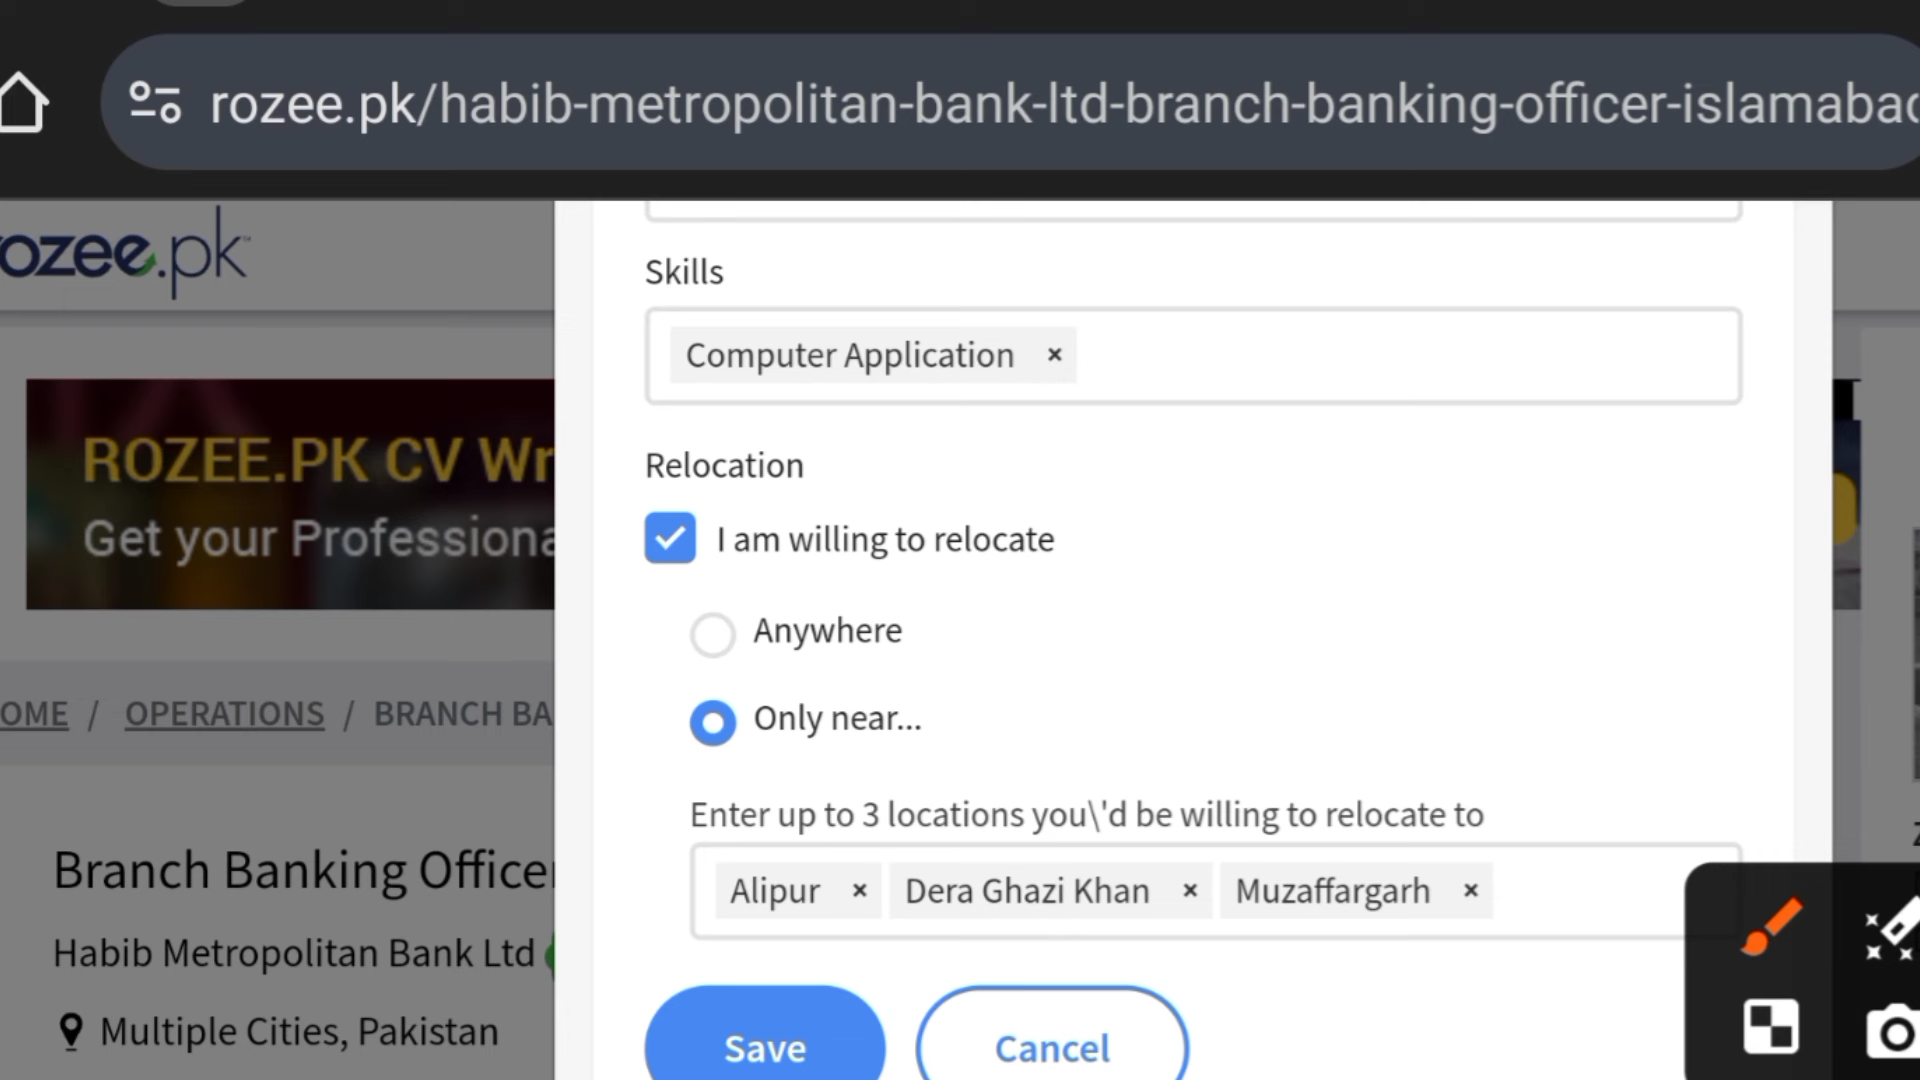 rozee.pk/habib-metropolitan-bank-ltd-branch-banking-officer-islamabad
ozee.pk
Skills
Computer Application ×
ROZEE.PK CV Wr
Get your Professiona
Relocation
I am willing to relocate
Anywhere
OME / OPERATIONS / BRANCH BA
Only near...
Enter up to 3 locations you\'d be willing to relocate to
Alipur × Dera Ghazi Khan × Muzaffargarh ×
Branch Banking Officer
Habib Metropolitan Bank Ltd
Multiple Cities, Pakistan
Save Cancel